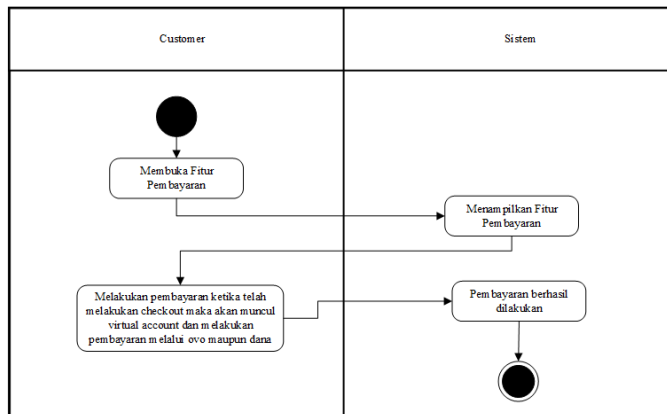 Customer
Sistem
Membuka Fitur
Pembayaran
Menampilkan Fitur
Pembayaran
Melakukan pembayaran ketika telah
melakukan checkout maka akan muncul
virtual account dan melakukan
pembayaran melalui ovo maupun dana
Pembayaran berhasil
dilakukan